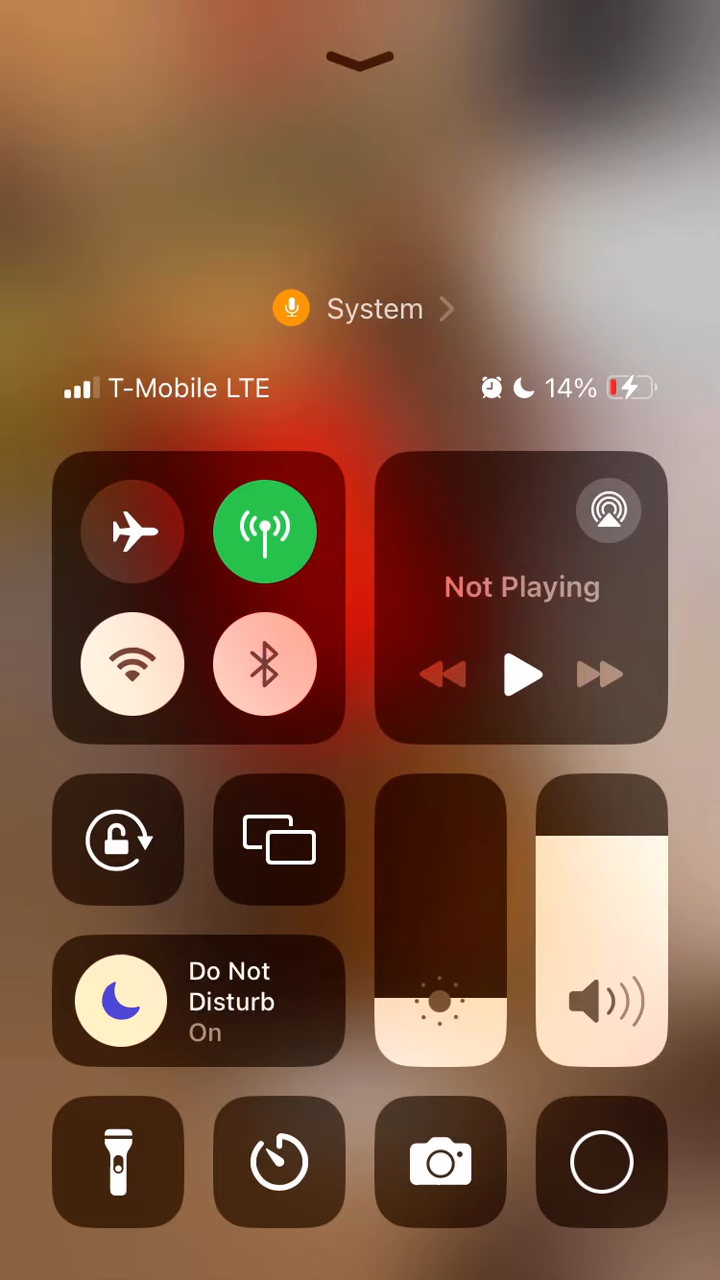 System
T-Mobile LTE 14%
Not Playing
Do Not
Disturb
On